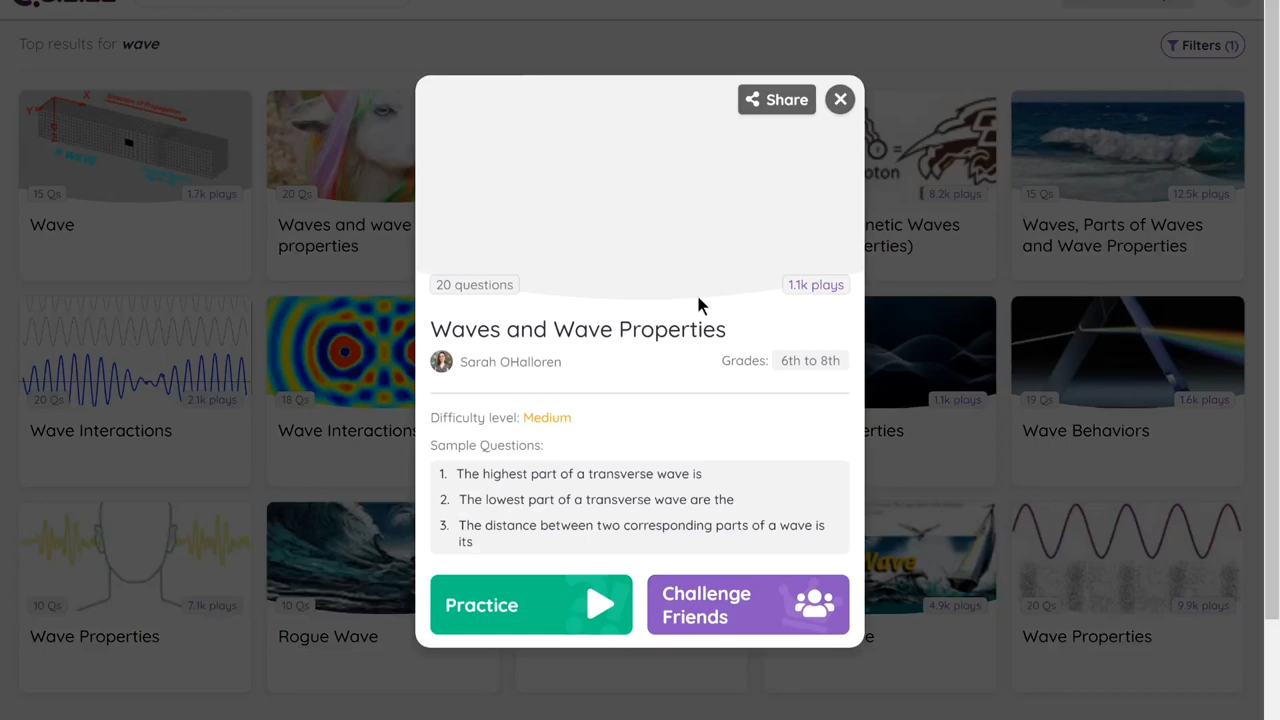 Top results for wave
Filters (1)
Share
X
Y
Direction of Propagation
15 Qs
1.7k plays
20 Qs
8.2k plays
15 Qs
12.5k plays
Wave
Waves and wave
properties
netic Waves
erties)
Waves, Parts of Waves
and Wave Properties
20 questions
1.1k plays
Waves and Wave Properties
Sarah OHalloren
Grades: 6th to 8th
20 Qs
2.1k plays
18 Qs
1.1k plays
19 Qs
1.6k plays
Wave Interactions
Wave Interactions
erties
Wave Behaviors
Difficulty level: Medium
Sample Questions:
1. The highest part of a transverse wave is
2. The lowest part of a transverse wave are the
3. The distance between two corresponding parts of a wave is
its
Practice
Challenge
Friends
10 Qs
7.1k plays
10 Qs
4.9k plays
20 Qs
9.9k plays
Wave Properties
Rogue Wave
Wave Properties